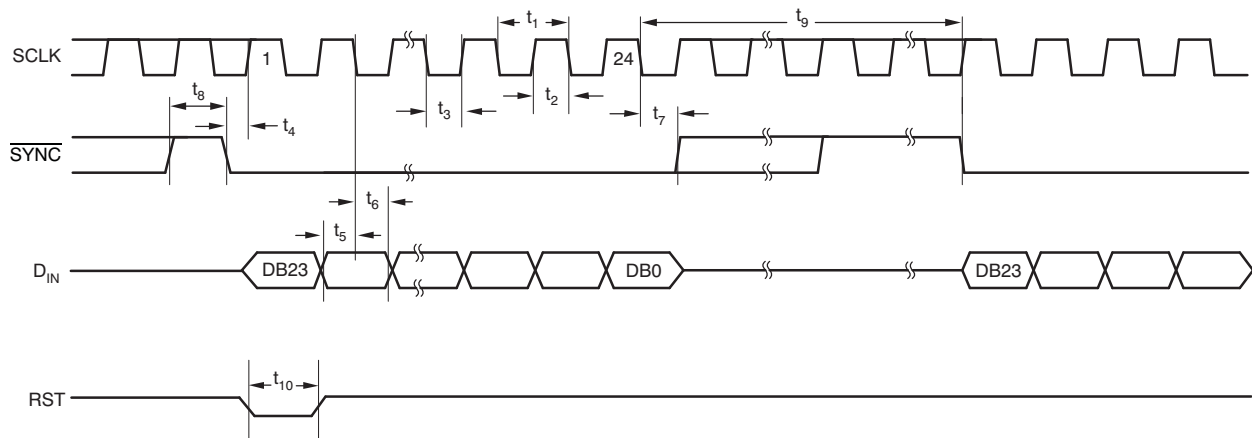 t1
t9
SCLK
1
24
t8
t4
t3
t2
t7
SYNC
t6
t5
DIN
DB23
DB0
DB23
t10
RST